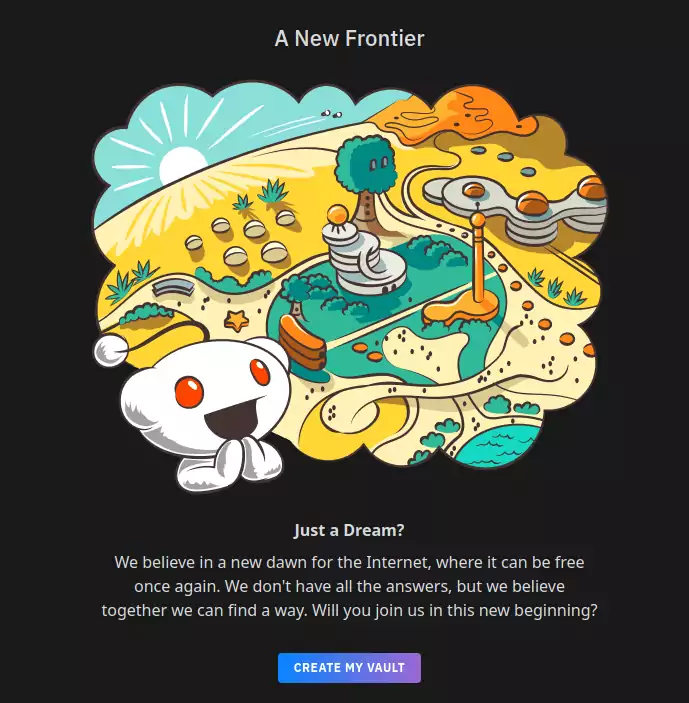 A New Frontier
Just a Dream?
We believe in a new dawn for the Internet, where it can be free
once again. We don't have all the answers, but we believe
together we can find a way. Will you join us in this new beginning?
CREATE MY VAULT